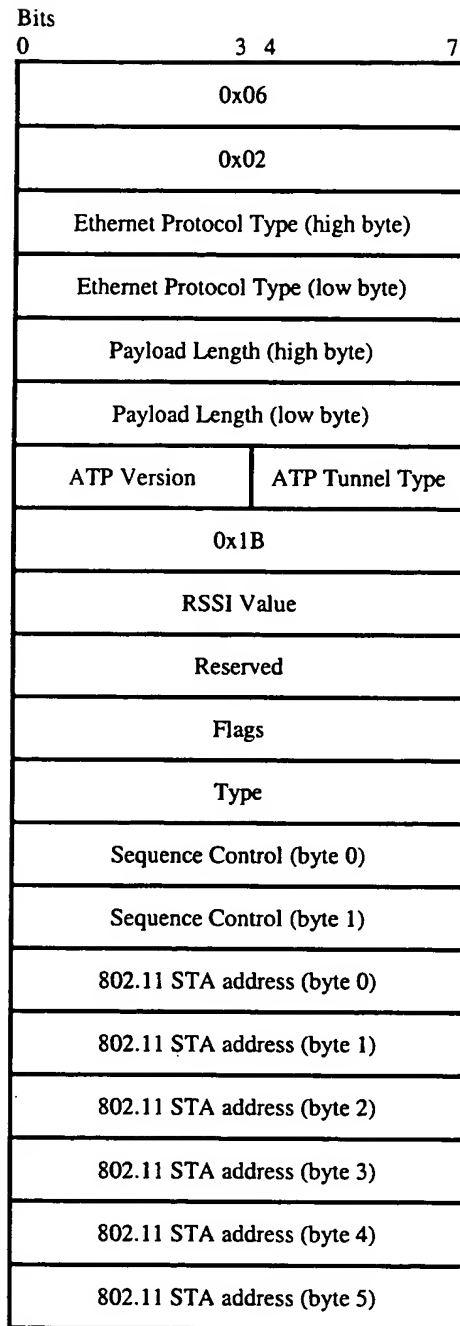 Bits
0 3 4 7
0x06
0x02
Ethernet Protocol Type (high byte)
Ethernet Protocol Type (low byte)
Payload Length (high byte)
Payload Length (low byte)
ATP Version ATP Tunnel Type
0x1B
RSSI Value
Reserved
Flags
Type
Sequence Control (byte 0)
Sequence Control (byte 1)
802.11 STA address (byte 0)
802.11 STA address (byte 1)
802.11 STA address (byte 2)
802.11 STA address (byte 3)
802.11 STA address (byte 4)
802.11 STA address (byte 5)